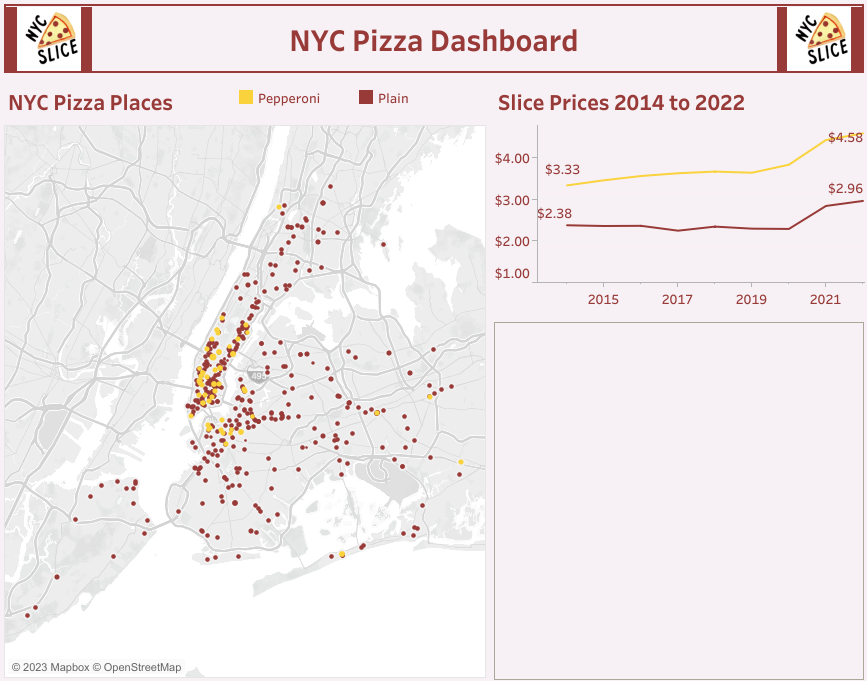 NYC
SLICE
NYC Pizza Dashboard
NYC
SLICE
NYC Pizza Places
Pepperoni
Plain
Slice Prices 2014 to 2022
$4.58
$4.00
$3.33
$3.00
$2.96
$2.38
$2.00
$1.00
2015
2017
2019
2021
495
© 2023 Mapbox © OpenStreetMap